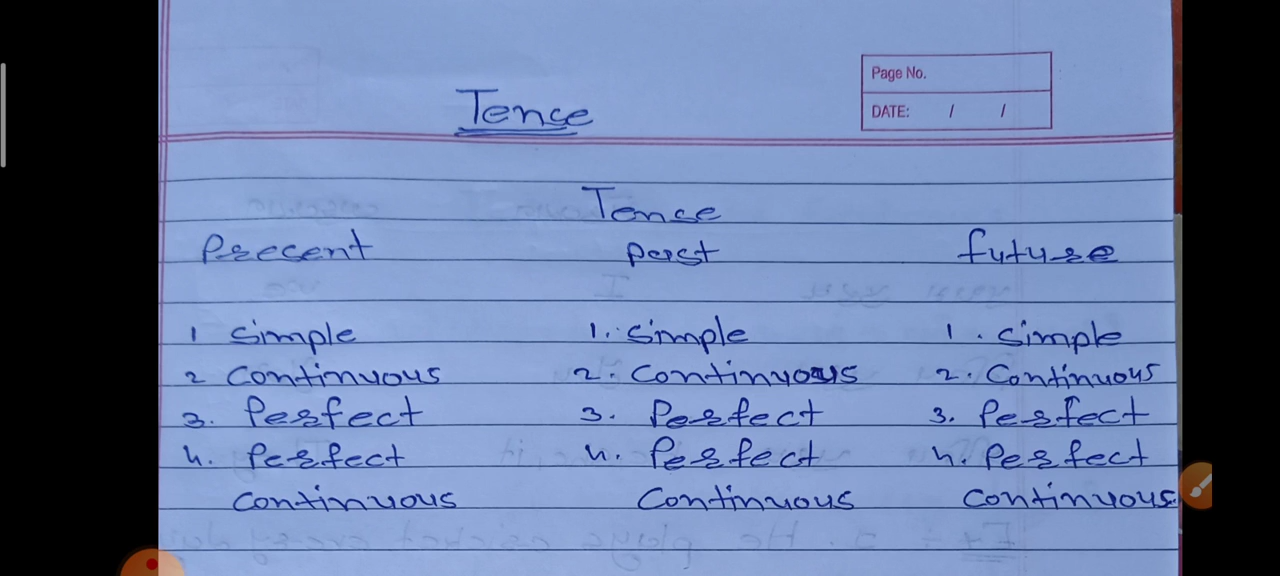 Page No.
DATE: / /
Tence
Tense
Present past future
1 Simple 1. Simple 1. Simple
2 Continuous 2. Continuous 2. Continuous
3. Perfect 3. Perfect 3. Perfect
4. Perfect 4. Perfect 4. Perfect
Continuous Continuous Continuous